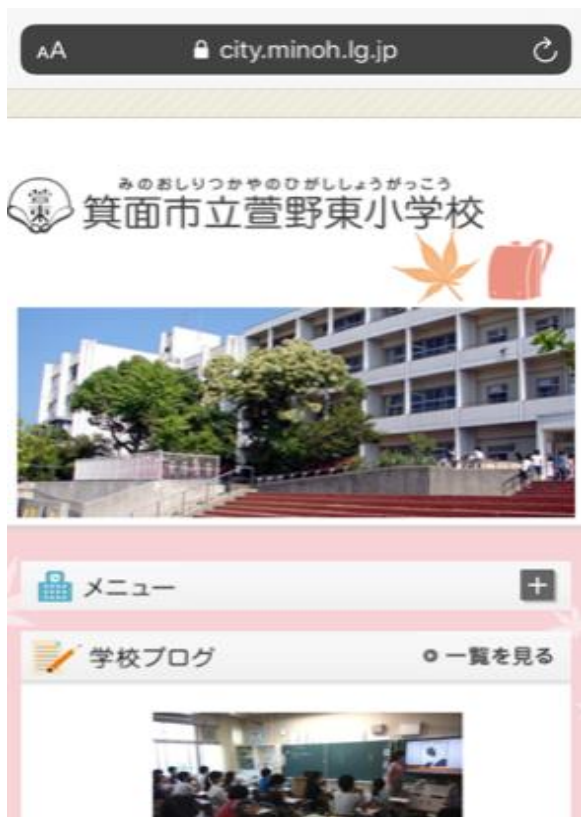 AA city.minoh.lg.jp
みのおしりつかやのひがししょうがっこう
箕面市立萱野東小学校
メニュー
学校ブログ 一覧を見る